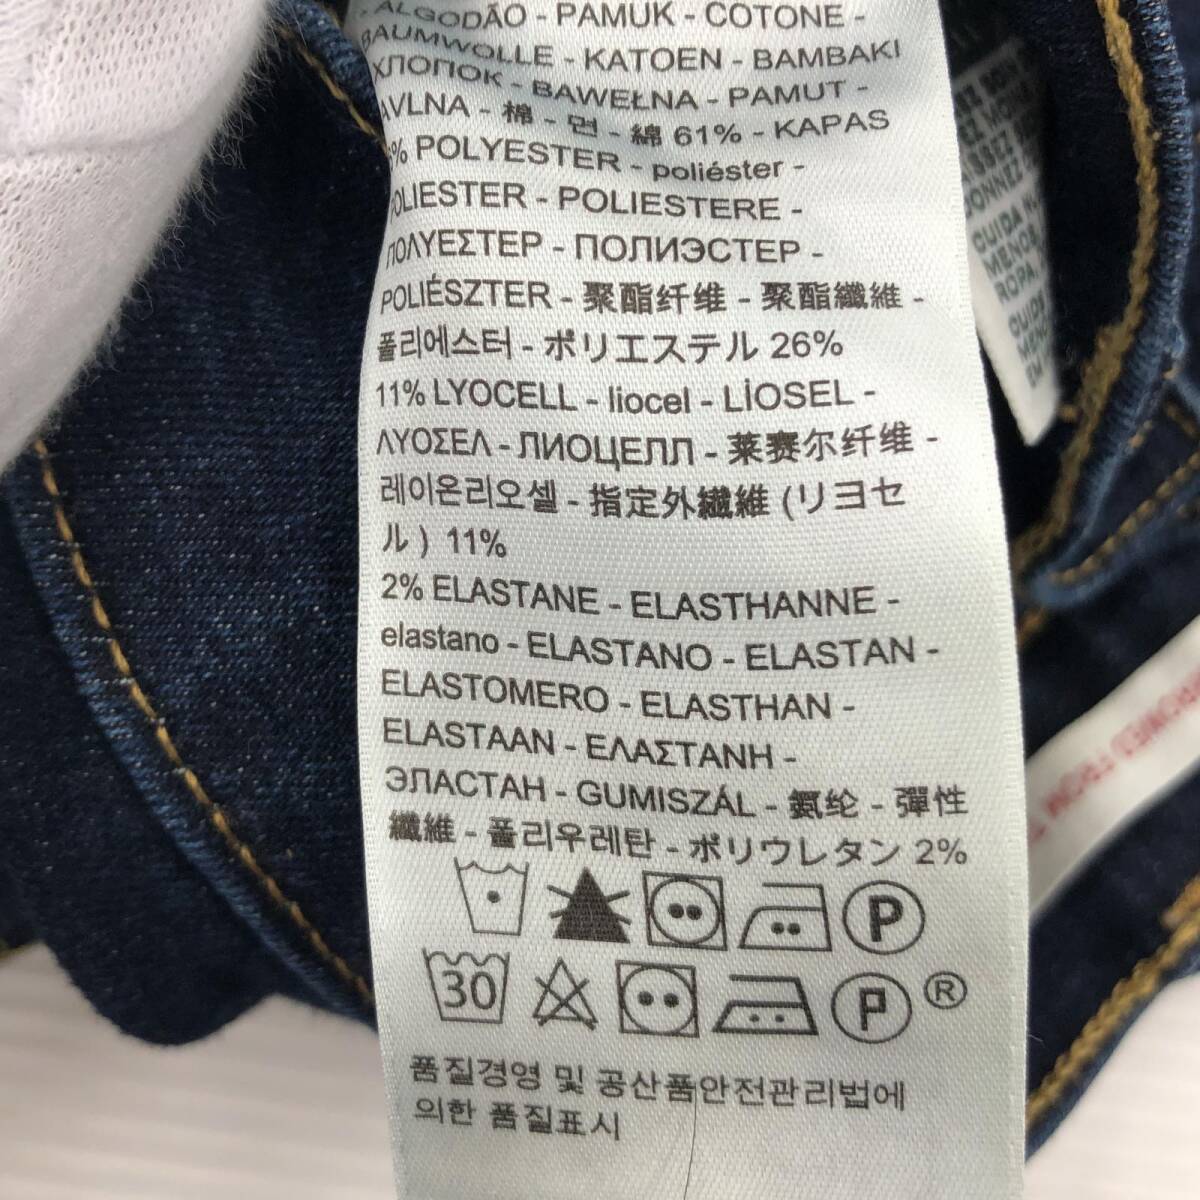 - ALGODÃO - PAMUK - COTONE -
BAUMWOLLE - KATOEN - BAMBAKI
ХЛОПОК - BAWEŁNA - PAMUT -
AVLNA - 棉 - 면 - 綿 61% - KAPAS
% POLYESTER - poliéster -
POLIESTER - POLIESTERE -
ΠΟΛΥΕΣΤΕΡ - ПОЛИЭСТЕР -
POLIÉSZTER - 聚酯纤维 - 聚酯纖維 -
폴리에스터 - ポリエステル 26%
11% LYOCELL - liocel - LİOSEL -
ΛΥΟΣΕΛ - ЛИОЦЕЛЛ - 莱赛尔纤维 -
레이온리오셀 - 指定外繊維 (リヨセ
ル ) 11%
2% ELASTANE - ELASTHANNE -
elastano - ELASTANO - ELASTAN -
ELASTOMERO - ELASTHAN -
ELASTAAN - ΕΛΑΣΤΑΝΗ -
ЭЛАСТАН - GUMISZÁL - 氨纶 - 彈性
纖維 - 폴리우레탄 - ポリウレタン 2%
P
30 P ®
품질경영 및 공산품안전관리법에
의한 품질표시
GUIDA
MENOS
ROPA
FROM